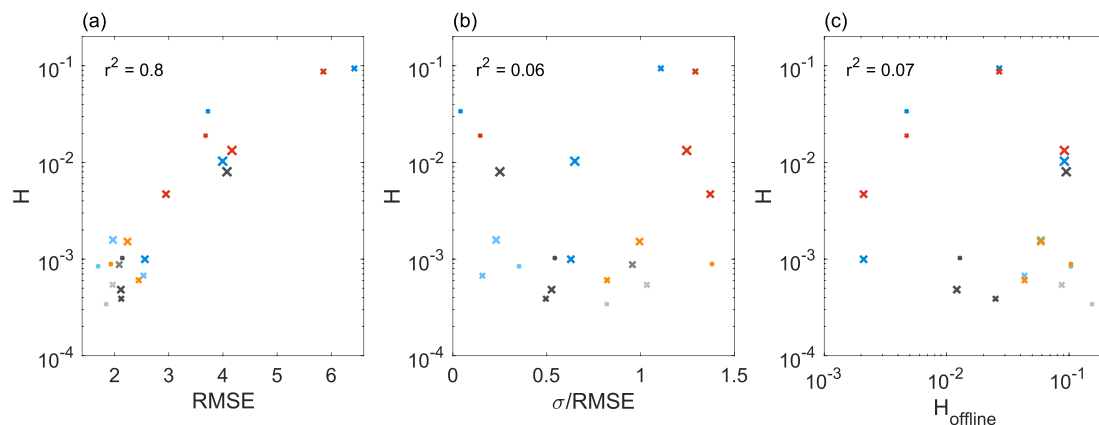 (a)
r² = 0.8
H
10⁻¹
10⁻²
10⁻³
10⁻⁴
2 3 4 5 6
RMSE
(b)
r² = 0.06
H
10⁻¹
10⁻²
10⁻³
10⁻⁴
0 0.5 1 1.5
σ/RMSE
(c)
r² = 0.07
H
10⁻¹
10⁻²
10⁻³
10⁻⁴
10⁻³ 10⁻² 10⁻¹
H_offline